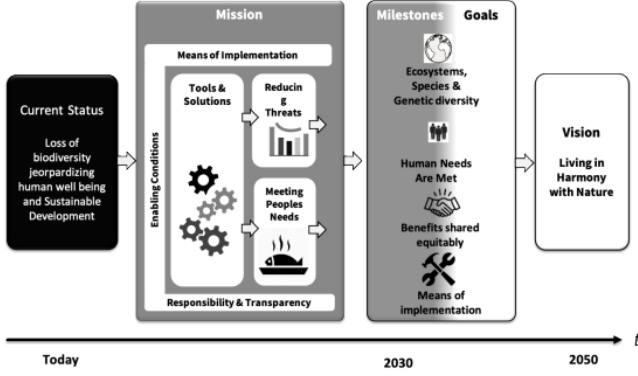 Mission
Milestones Goals
Means of Implementation
Enabling Conditions
Tools &
Solutions
Reducin
g
Threats
Meeting
Peoples
Needs
Responsibility & Transparency
Current Status
Loss of
biodiversity
jeorpardizing
human well being
and Sustainable
Development
Ecosystems,
Species &
Genetic diversity
Human Needs
Are Met
Benefits shared
equitably
Means of
implementation
Vision
Living in
Harmony
with Nature
t
Today
2030
2050